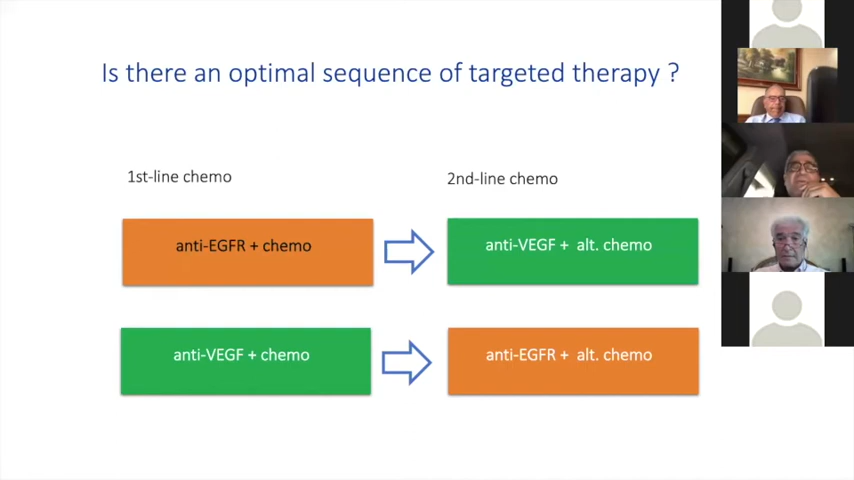 Is there an optimal sequence of targeted therapy ?
1st-line chemo
2nd-line chemo
anti-EGFR + chemo
anti-VEGF + alt. chemo
anti-VEGF + chemo
anti-EGFR + alt. chemo